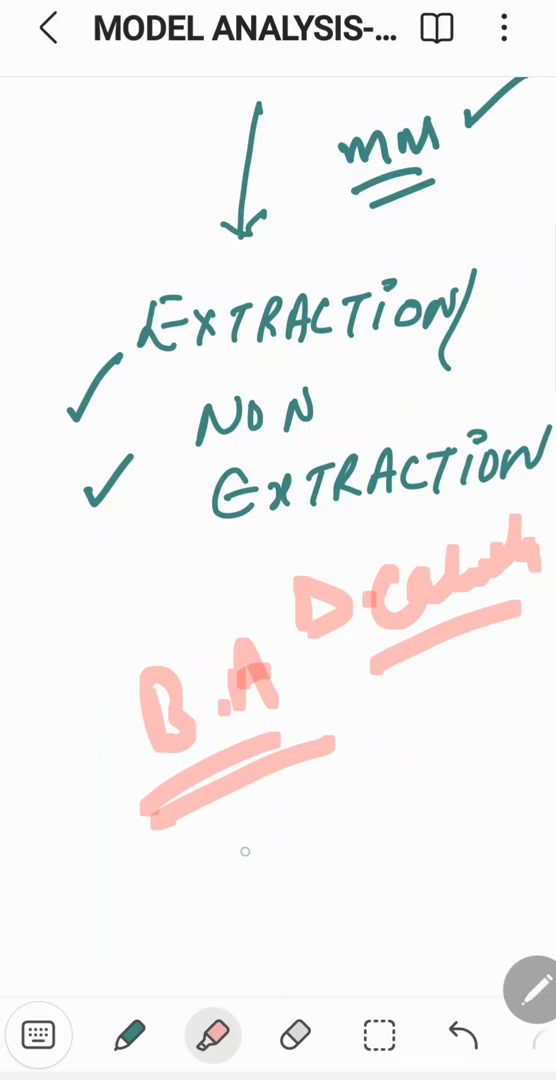 MODEL ANALYSIS-...
mm
EXTRACTION/
NON
EXTRACTION
B.A